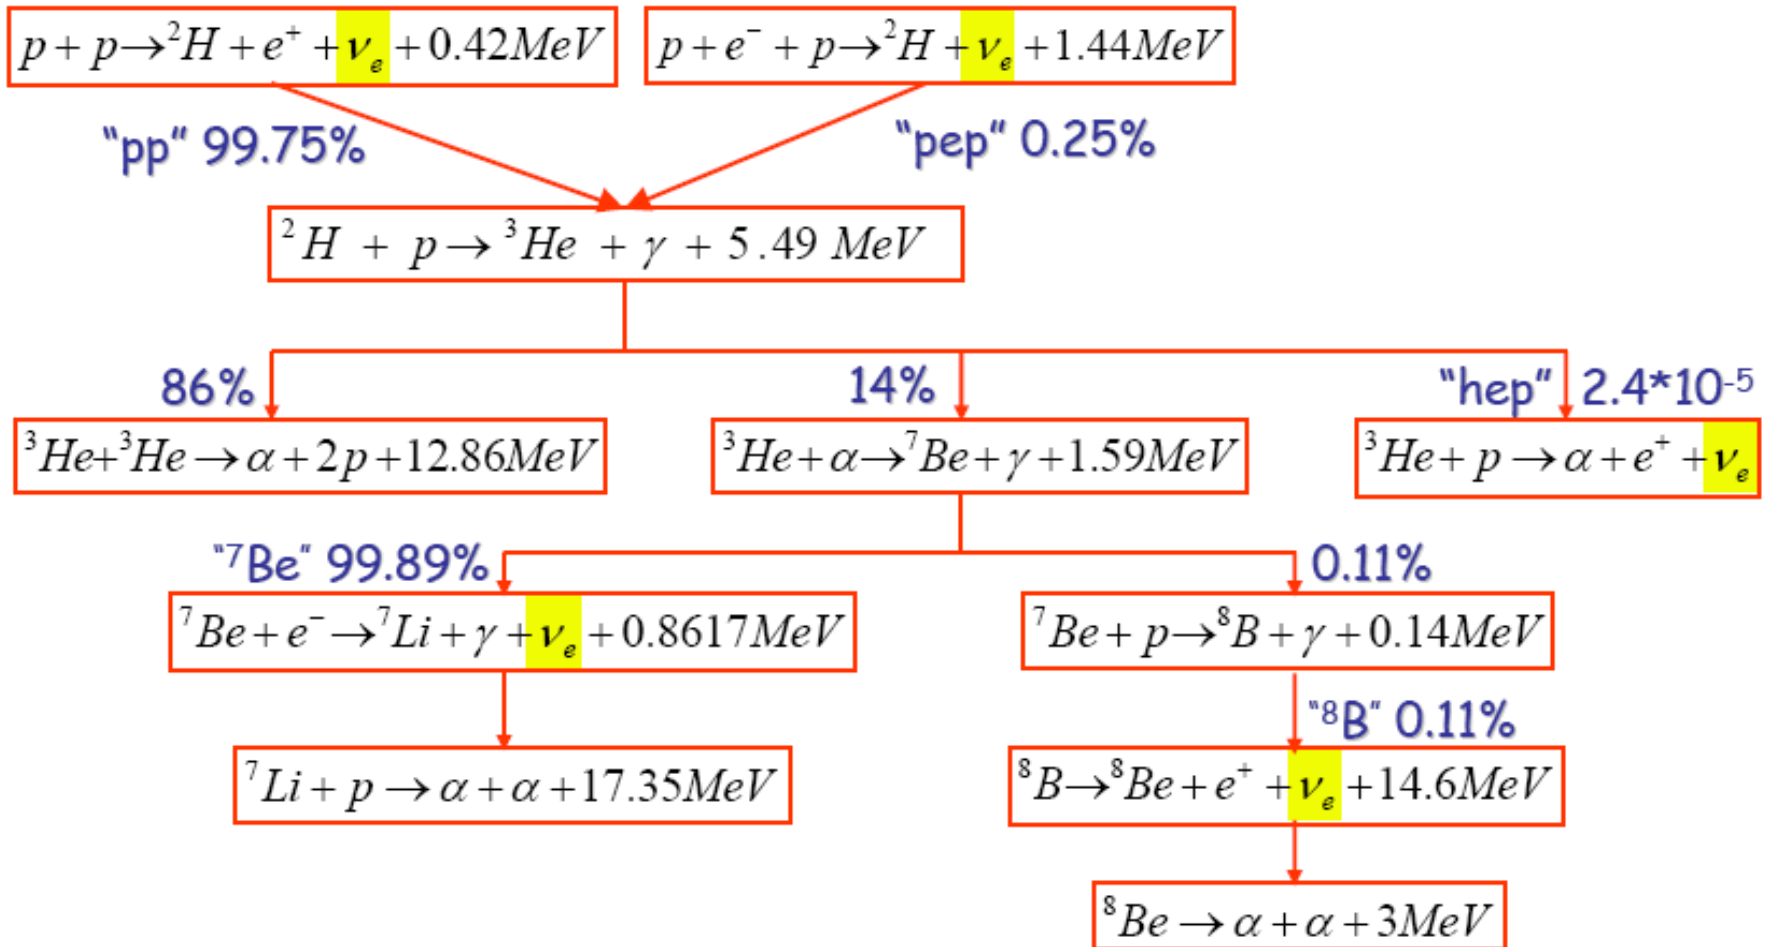 p + p → ²H + e⁺ + νₑ + 0.42MeV
p + e⁻ + p → ²H + νₑ + 1.44MeV
"pp" 99.75%
"pep" 0.25%
²H + p → ³He + γ + 5.49 MeV
86%
14%
"hep" 2.4*10⁻⁵
³He+³He → α + 2p + 12.86MeV
³He + α → ⁷Be + γ + 1.59MeV
³He + p → α + e⁺ + νₑ
"⁷Be" 99.89%
0.11%
⁷Be + e⁻ → ⁷Li + γ + νₑ + 0.8617MeV
⁷Be + p → ⁸B + γ + 0.14MeV
"⁸B" 0.11%
⁷Li + p → α + α + 17.35MeV
⁸B → ⁸Be + e⁺ + νₑ + 14.6MeV
⁸Be → α + α + 3MeV